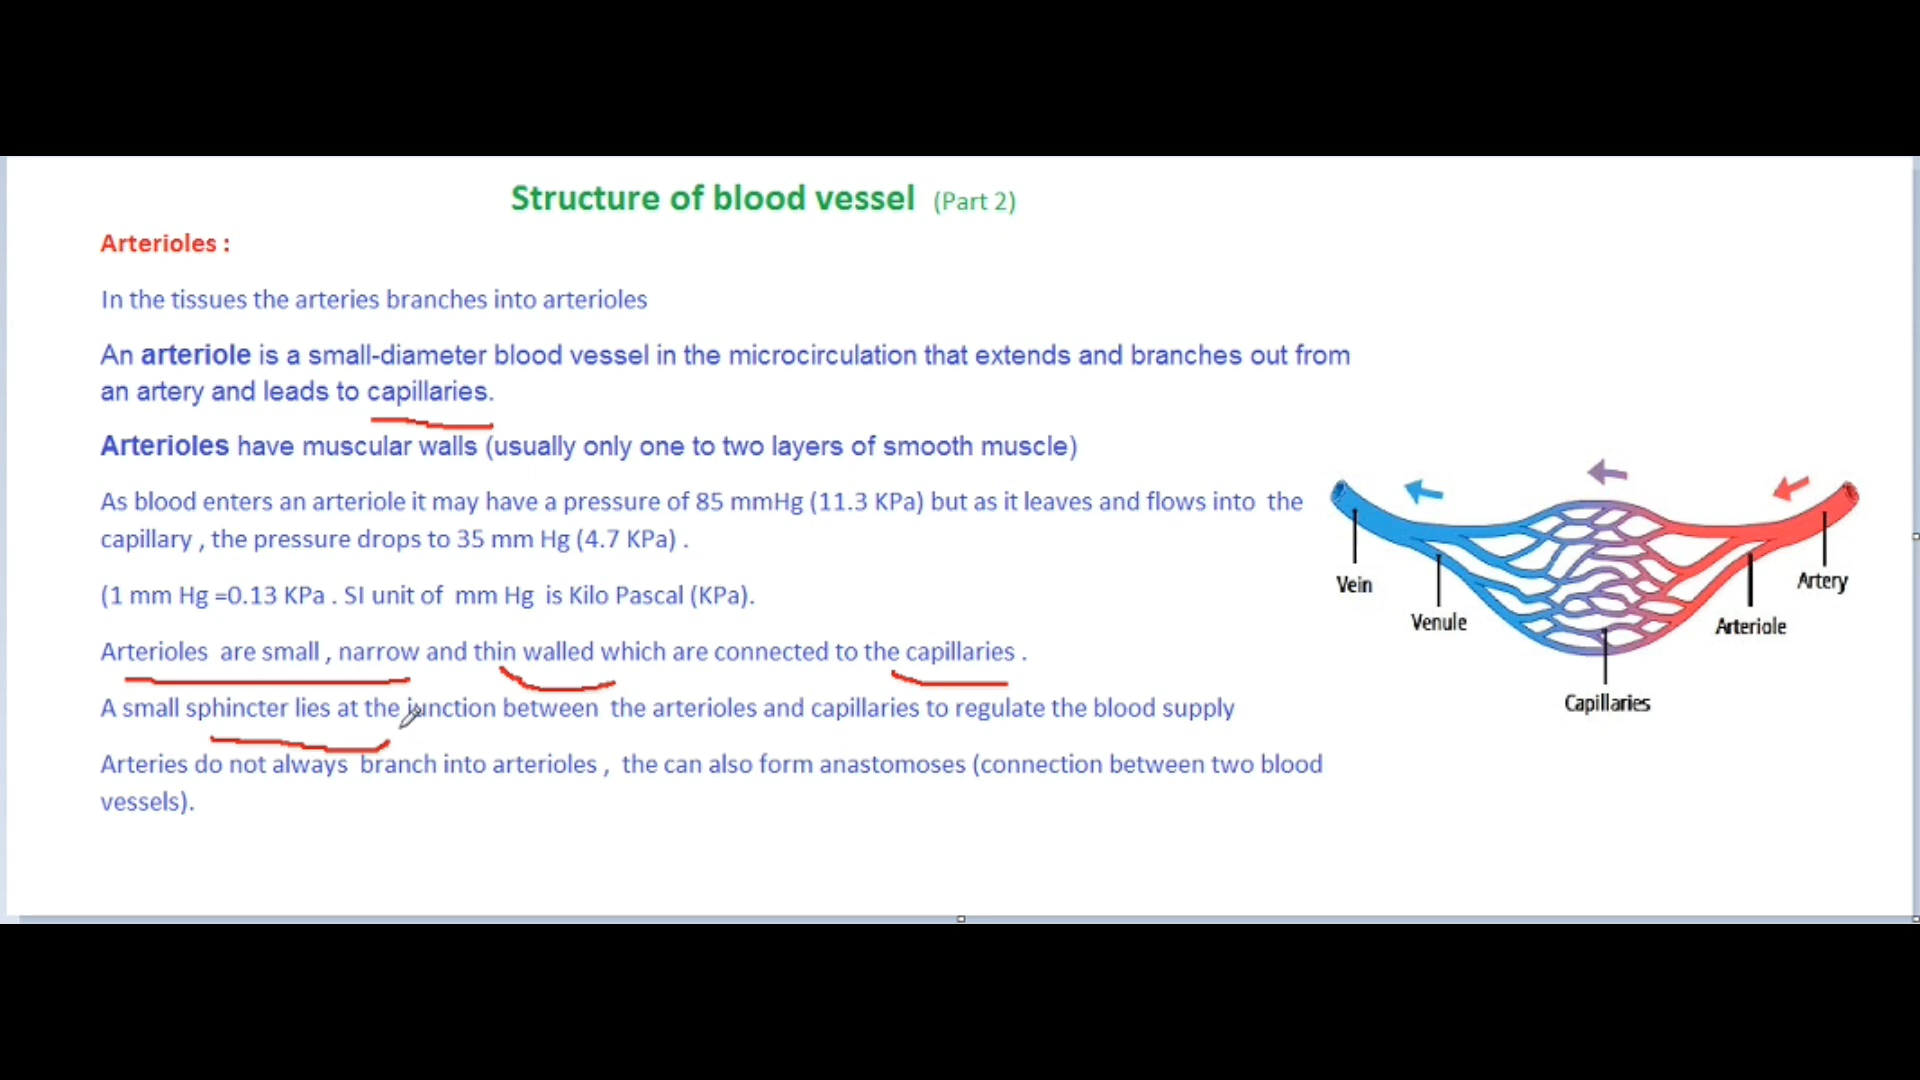 Structure of blood vessel (Part 2)
Arterioles :
In the tissues the arteries branches into arterioles
An arteriole is a small-diameter blood vessel in the microcirculation that extends and branches out from
an artery and leads to capillaries.
Arterioles have muscular walls (usually only one to two layers of smooth muscle)
As blood enters an arteriole it may have a pressure of 85 mmHg (11.3 KPa) but as it leaves and flows into the
capillary , the pressure drops to 35 mm Hg (4.7 KPa) .
(1 mm Hg =0.13 KPa . SI unit of mm Hg is Kilo Pascal (KPa).
Arterioles are small , narrow and thin walled which are connected to the capillaries .
A small sphincter lies at the junction between the arterioles and capillaries to regulate the blood supply
Arteries do not always branch into arterioles , the can also form anastomoses (connection between two blood
vessels).
Vein
Venule
Capillaries
Arteriole
Artery